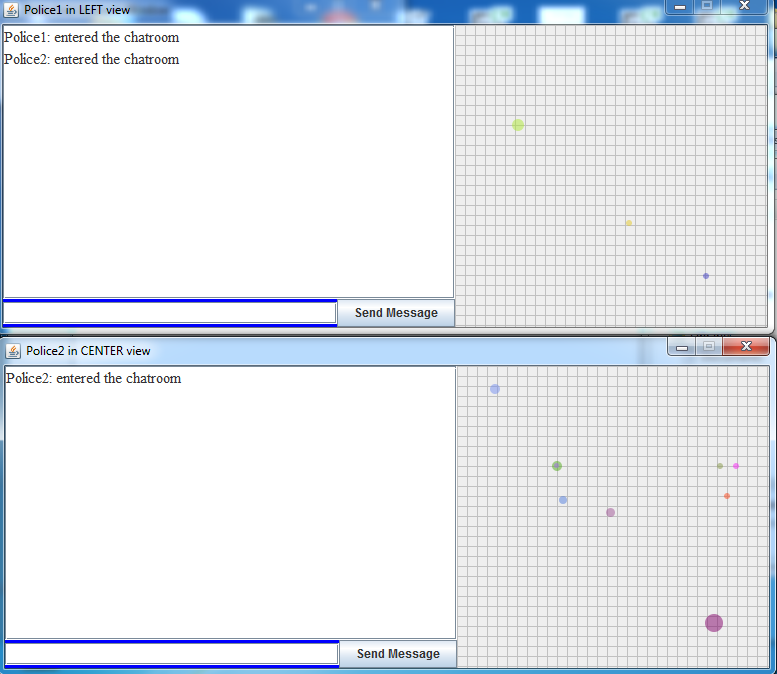 Police1 in LEFT view
Police1: entered the chatroom
Police2: entered the chatroom
Send Message
Police2 in CENTER view
Police2: entered the chatroom
Send Message